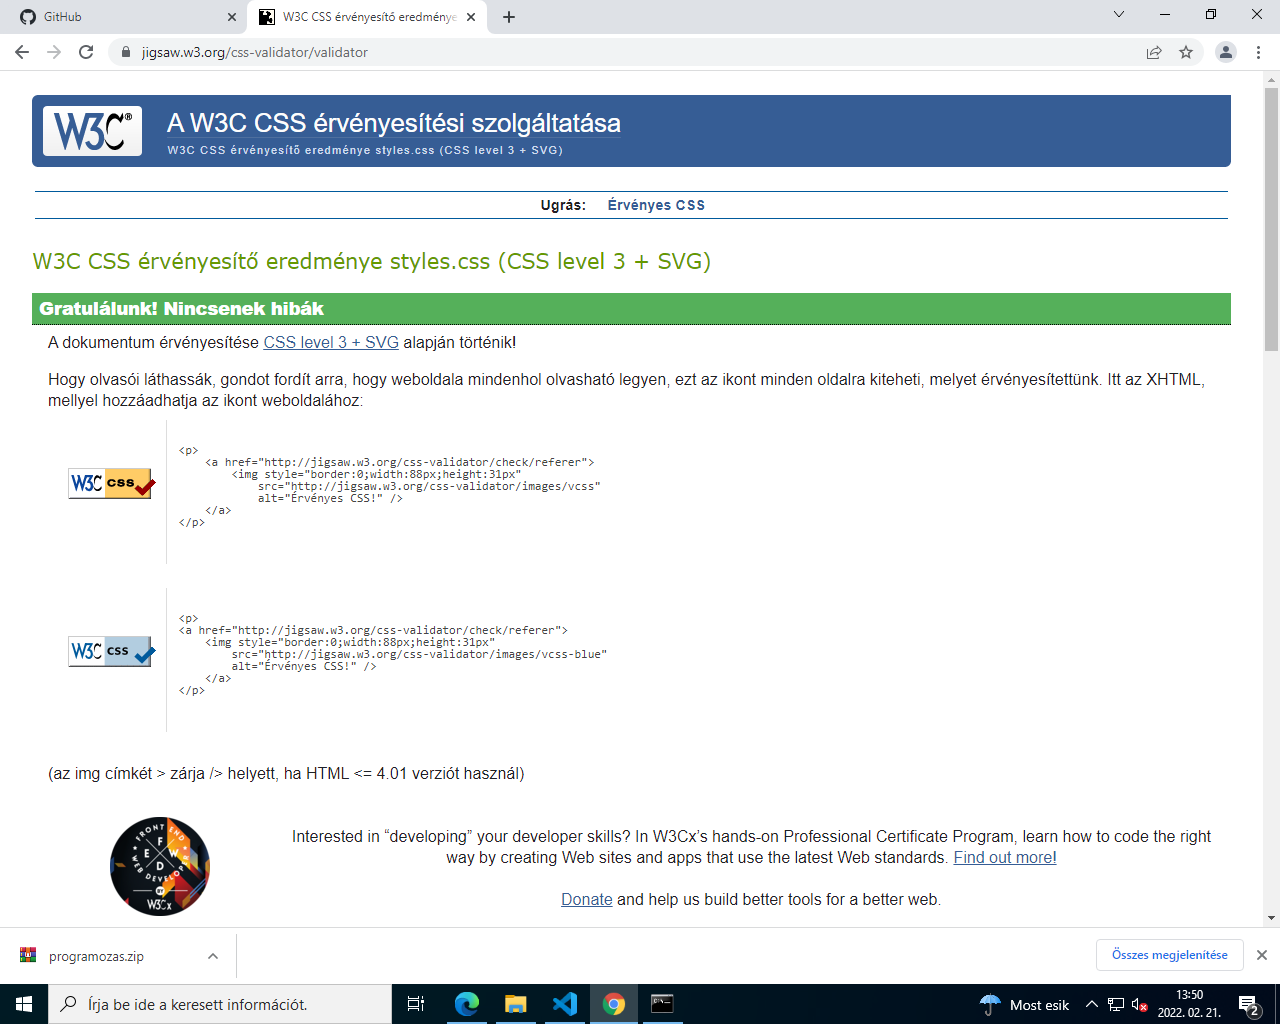 GitHub
W3C CSS érvényesítő eredménye
jigsaw.w3.org/css-validator/validator
W3C®
A W3C CSS érvényesítési szolgáltatása
W3C CSS érvényesítő eredménye styles.css (CSS level 3 + SVG)
Ugrás: Érvényes CSS
W3C CSS érvényesítő eredménye styles.css (CSS level 3 + SVG)
Gratulálunk! Nincsenek hibák
A dokumentum érvényesítése CSS level 3 + SVG alapján történik!
Hogy olvasói láthassák, gondot fordít arra, hogy weboldala mindenhol olvasható legyen, ezt az ikont minden oldalra kiteheti, melyet érvényesítettünk. Itt az XHTML,
mellyel hozzáadhatja az ikont weboldalához:
W3C css
<p>
<a href="http://jigsaw.w3.org/css-validator/check/referer">
<img style="border:0;width:88px;height:31px"
src="http://jigsaw.w3.org/css-validator/images/vcss"
alt="Érvényes CSS!" />
</a>
</p>
W3C css
<p>
<a href="http://jigsaw.w3.org/css-validator/check/referer">
<img style="border:0;width:88px;height:31px"
src="http://jigsaw.w3.org/css-validator/images/vcss-blue"
alt="Érvényes CSS!" />
</a>
</p>
(az img címkét > zárja /> helyett, ha HTML <= 4.01 verziót használ)
FRONT END
F
E W
D
WEB DEVELOPER
BY
W3Cx
Interested in “developing” your developer skills? In W3Cx’s hands-on Professional Certificate Program, learn how to code the right
way by creating Web sites and apps that use the latest Web standards. Find out more!
Donate and help us build better tools for a better web.
programozas.zip
Összes megjelenítése
Írja be ide a keresett információt.
Most esik
13:50
2022. 02. 21.
2